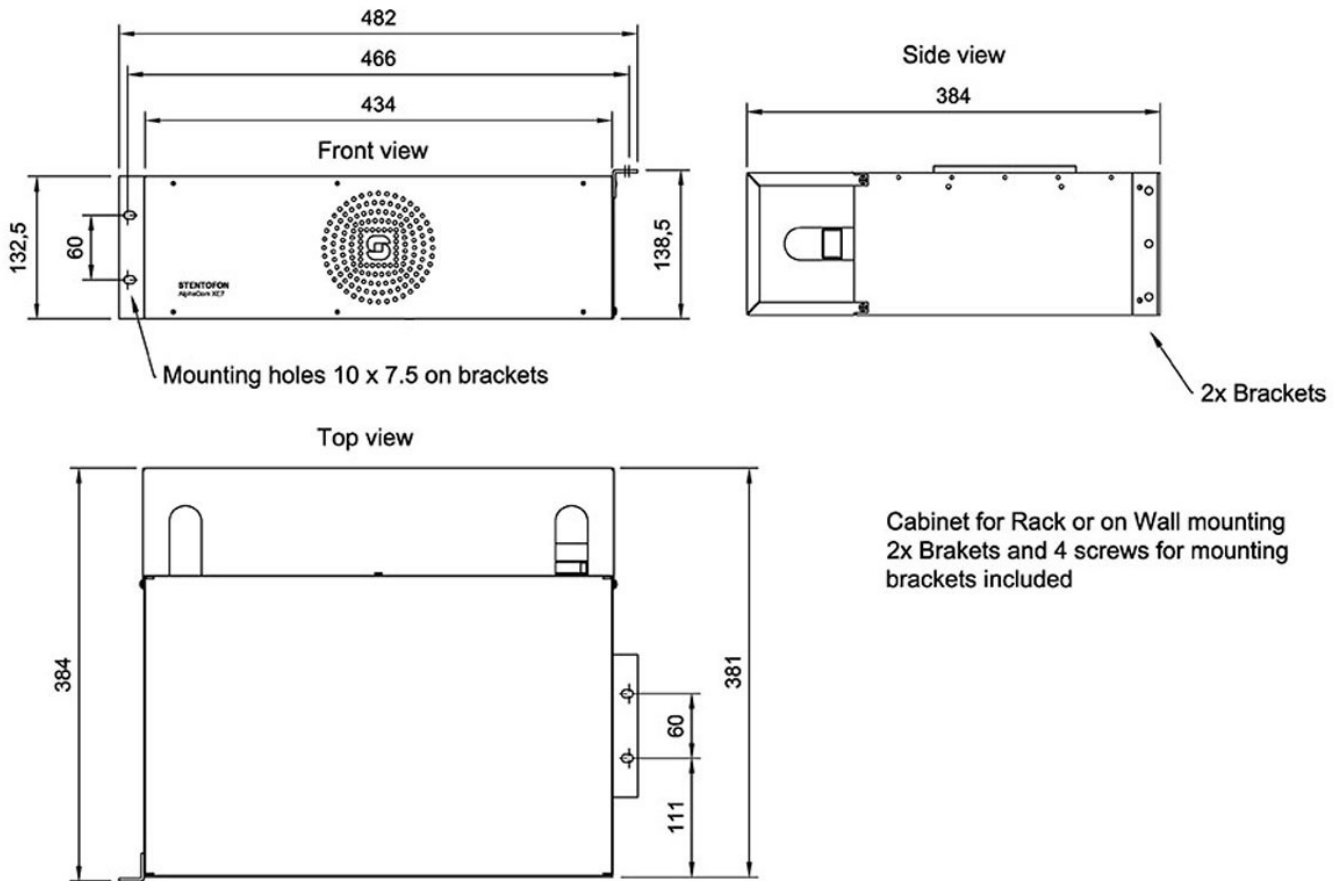 482
466
434
Front view
132,5
60
138,5
STENTOFON
AlphaCom XE7
Mounting holes 10 x 7.5 on brackets
Side view
384
2x Brackets
Top view
384
381
60
111
Cabinet for Rack or on Wall mounting
2x Brakets and 4 screws for mounting
brackets included